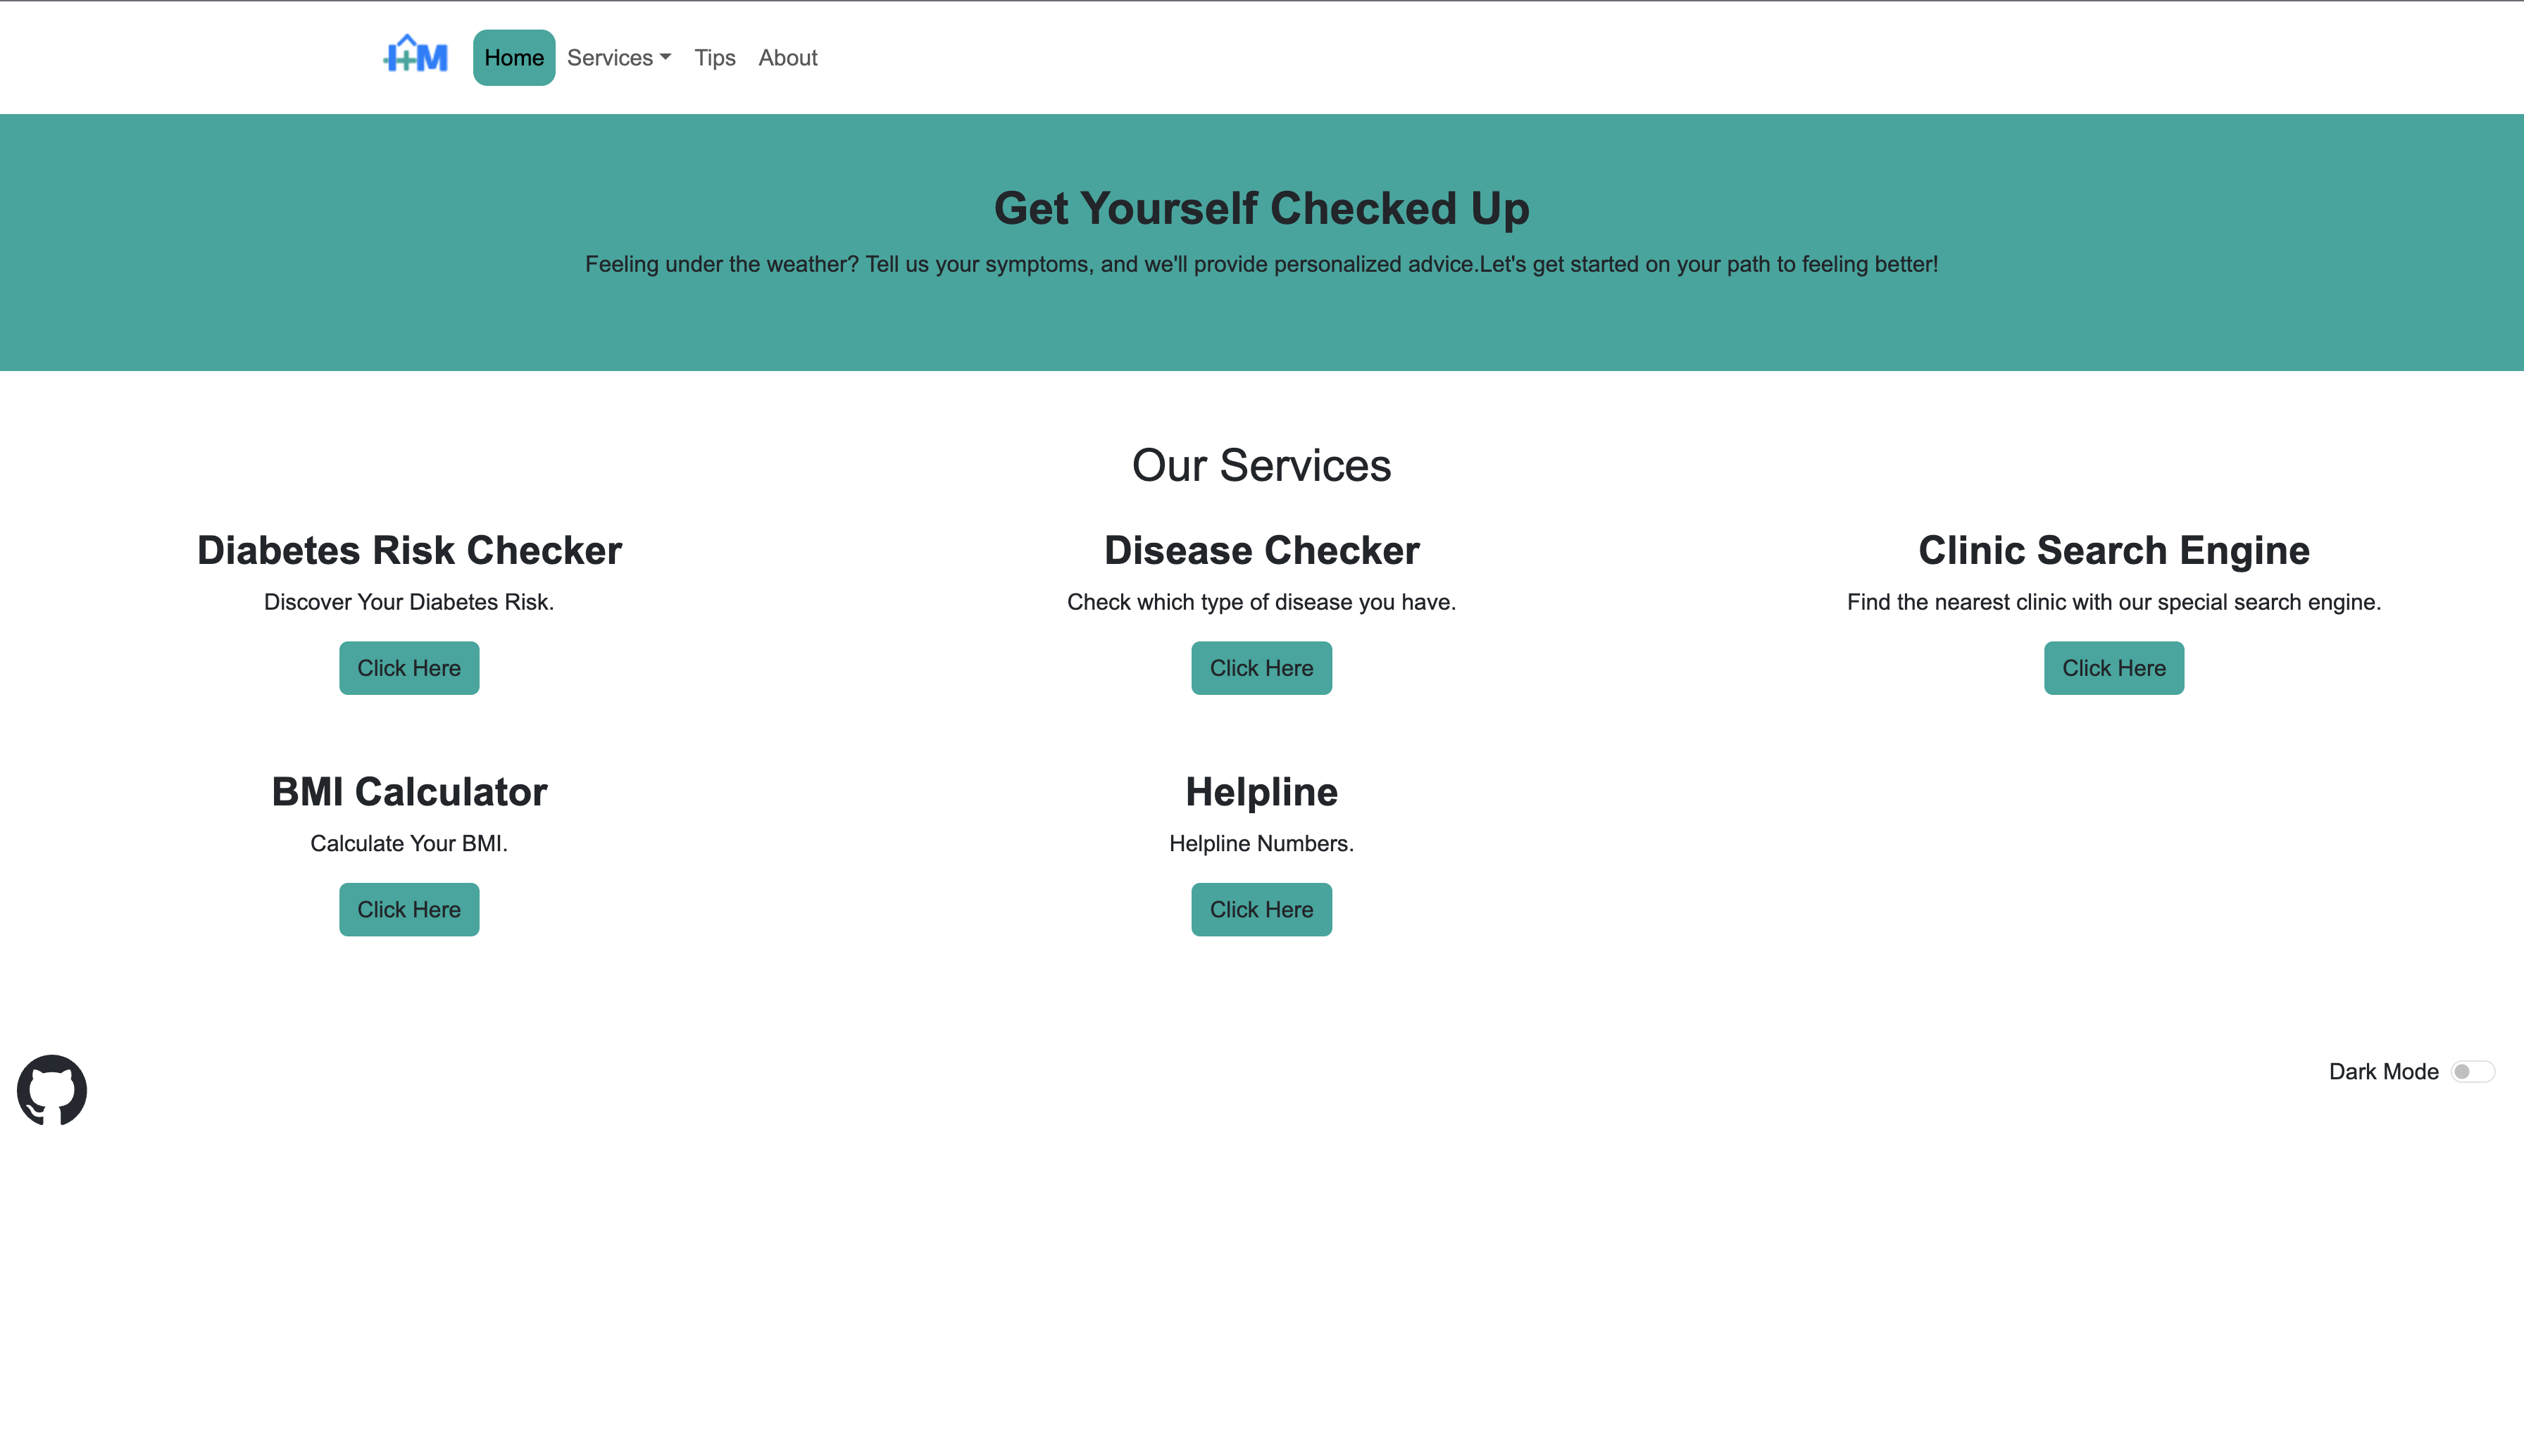 HM
Home Services Tips About
Get Yourself Checked Up
Feeling under the weather? Tell us your symptoms, and we'll provide personalized advice.Let's get started on your path to feeling better!
Our Services
Diabetes Risk Checker
Discover Your Diabetes Risk.
Click Here
Disease Checker
Check which type of disease you have.
Click Here
Clinic Search Engine
Find the nearest clinic with our special search engine.
Click Here
BMI Calculator
Calculate Your BMI.
Click Here
Helpline
Helpline Numbers.
Click Here
Dark Mode